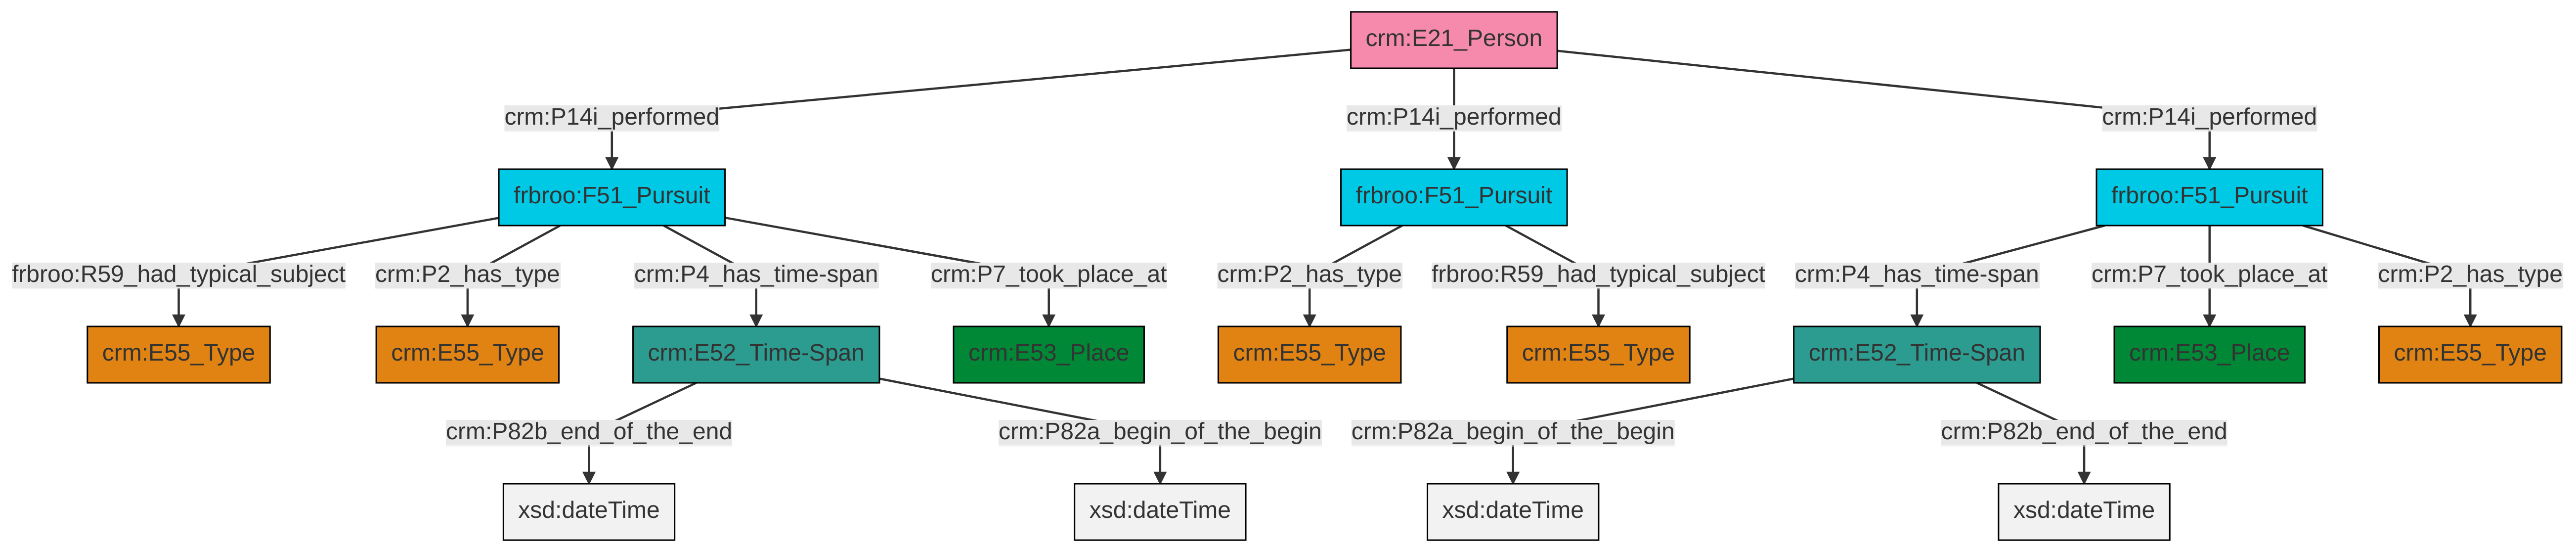 crm:E21_Person
crm:P14i_performed
crm:P14i_performed
crm:P14i_performed
frbroo:F51_Pursuit
frbroo:F51_Pursuit
frbroo:F51_Pursuit
frbroo:R59_had_typical_subject
crm:P2_has_type
crm:P4_has_time-span
crm:P7_took_place_at
crm:P2_has_type
frbroo:R59_had_typical_subject
crm:P4_has_time-span
crm:P7_took_place_at
crm:P2_has_type
crm:E55_Type
crm:E55_Type
crm:E52_Time-Span
crm:E53_Place
crm:E55_Type
crm:E55_Type
crm:E52_Time-Span
crm:E53_Place
crm:E55_Type
crm:P82b_end_of_the_end
crm:P82a_begin_of_the_begin
crm:P82a_begin_of_the_begin
crm:P82b_end_of_the_end
xsd:dateTime
xsd:dateTime
xsd:dateTime
xsd:dateTime